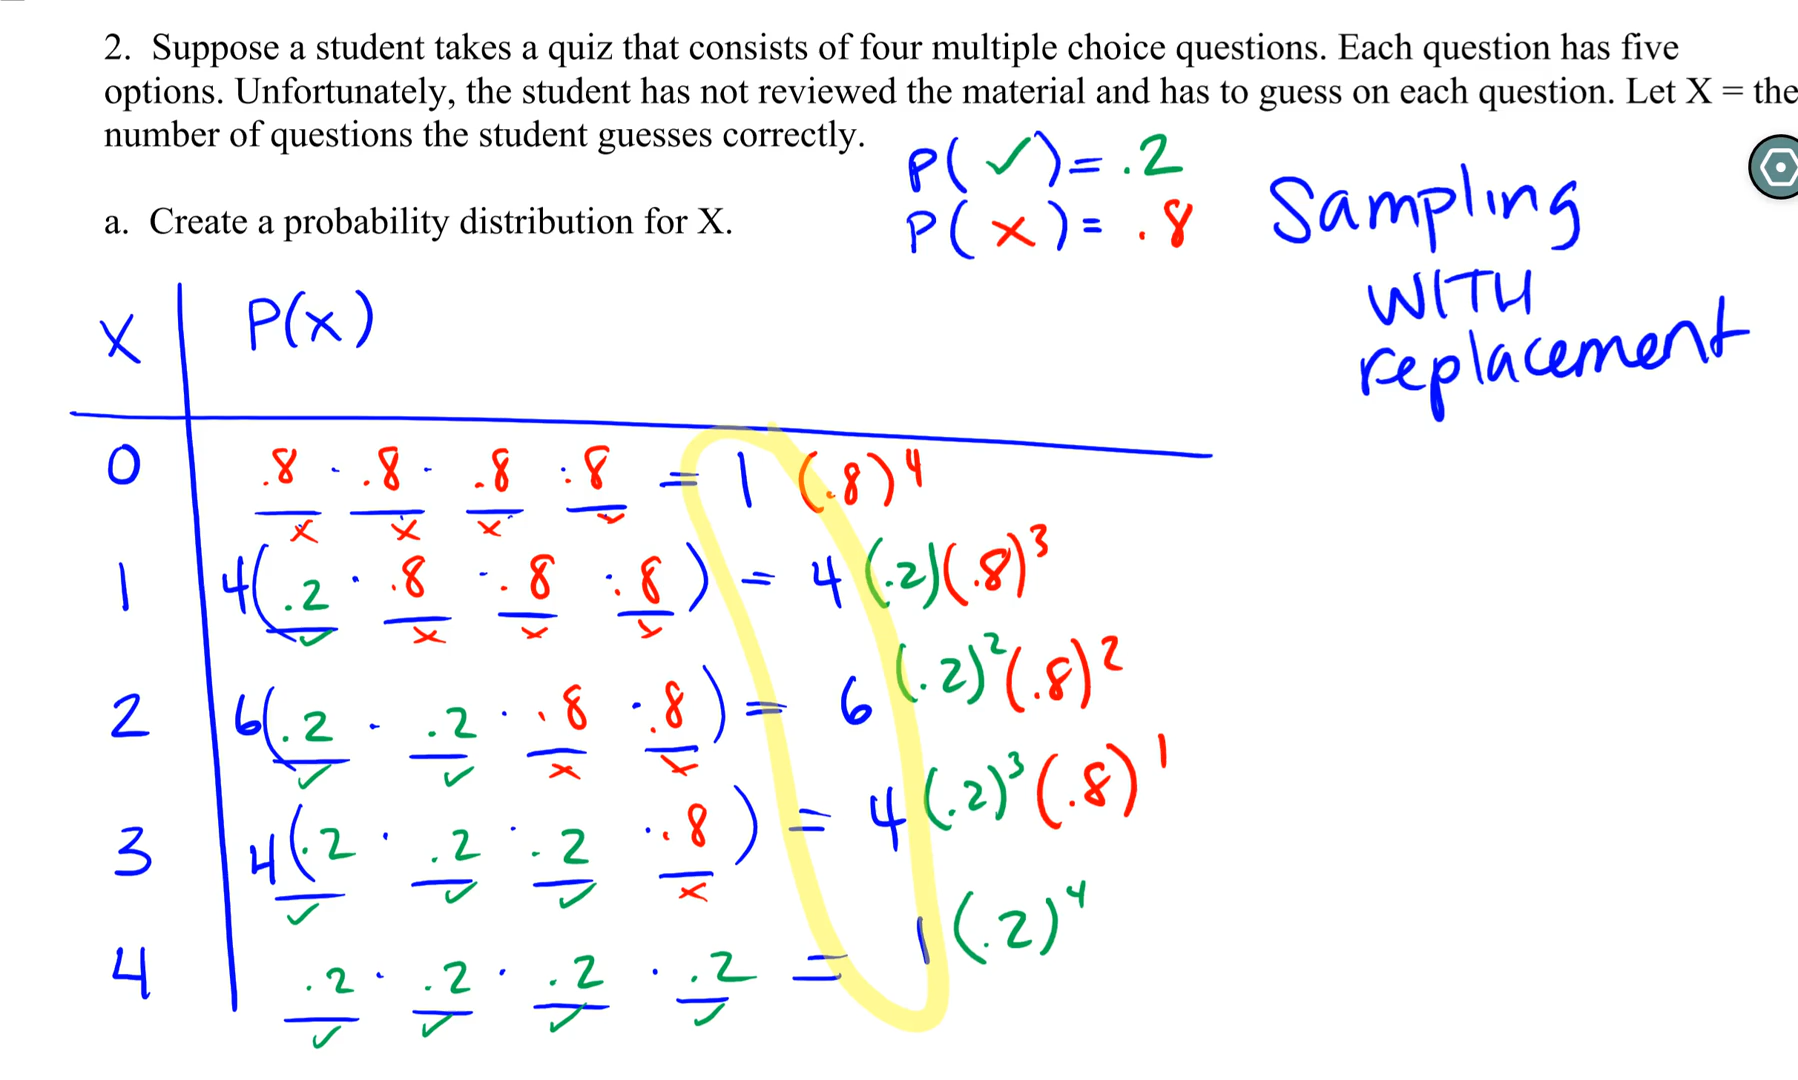 2. Suppose a student takes a quiz that consists of four multiple choice questions. Each question has five
options. Unfortunately, the student has not reviewed the material and has to guess on each question. Let X = the
number of questions the student guesses correctly.
P(✓) = .2
a. Create a probability distribution for X.
P(×) = .8
Sampling
WITH
replacement
X P(x)
0 .8 · .8 · .8 · .8 = 1 (.8)⁴
× × × ×
1 4(.2 · .8 · .8 · .8) = 4 (.2)(.8)³
✓ × × ×
2 6(.2 · .2 · .8 · .8) = 6 (.2)²(.8)²
✓ ✓ × ×
3 4(.2 · .2 · .2 · .8) = 4 (.2)³(.8)¹
✓ ✓ ✓ ×
4 .2 · .2 · .2 · .2 = 1 (.2)⁴
✓ ✓ ✓ ✓